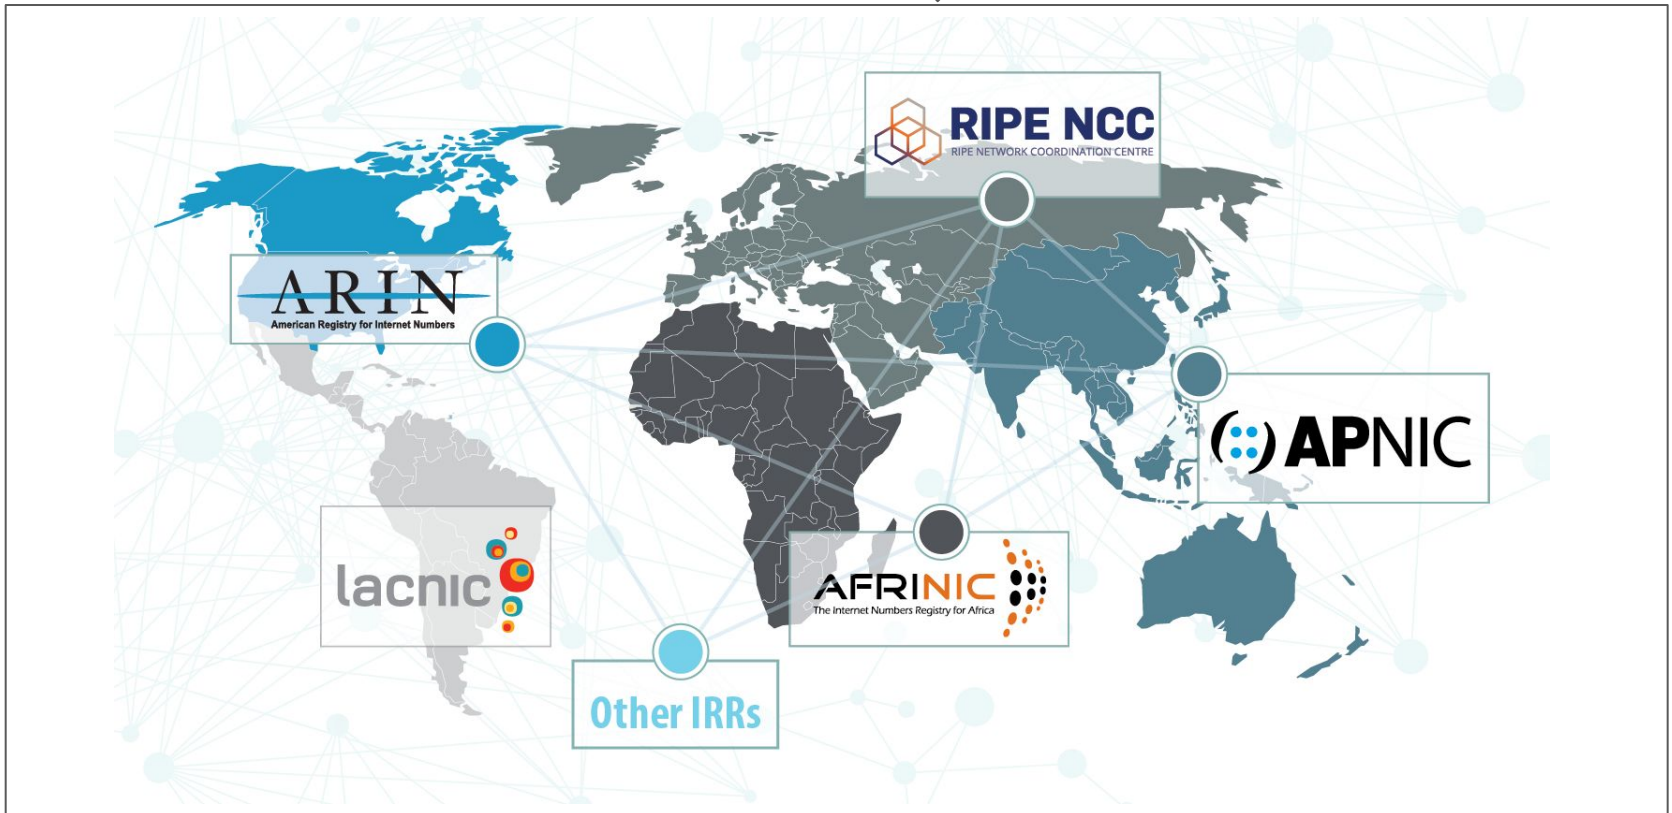 RIPE NCC
RIPE NETWORK COORDINATION CENTRE
ARIN
American Registry for Internet Numbers
APNIC
lacnic
AFRINIC
The Internet Numbers Registry for Africa
Other IRRs